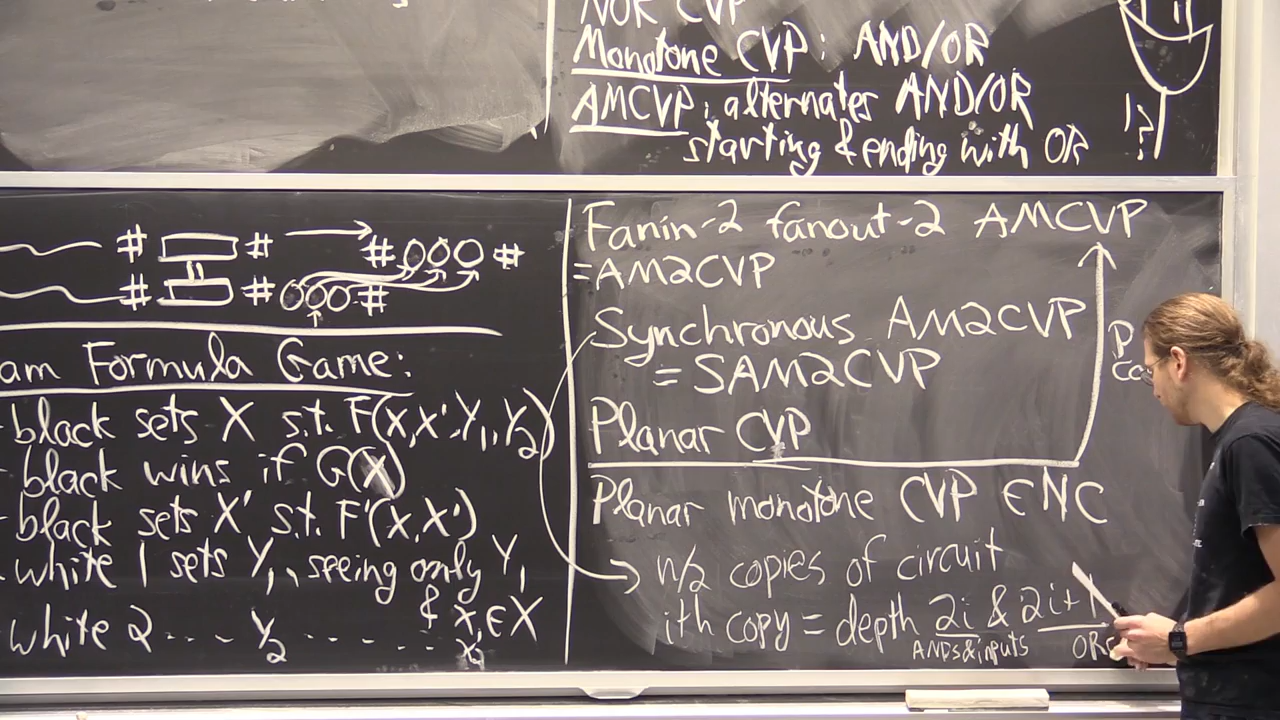 NOR CVP
Monotone CVP: AND/OR
AMCVP: alternates AND/OR
starting & ending with OR
1?
# # → # #
# # #
am Formula Game:
- black sets X s.t. F(X,X',Y₁,Y₂)
- black wins if G(X)
- black sets X' s.t. F'(X,X')
- white 1 sets Y₁, seeing only Y₁
& X₁∈X
white 2 .... Y₂ .... ..
Fanin-2 fanout-2 AMCVP
= AM2CVP
Synchronous AM2CVP
= SAM2CVP
Planar CVP
P
Planar monotone CVP ∈ NC
n/2 copies of circuit
ith copy = depth 2i & 2i+1
ANDs&inputs